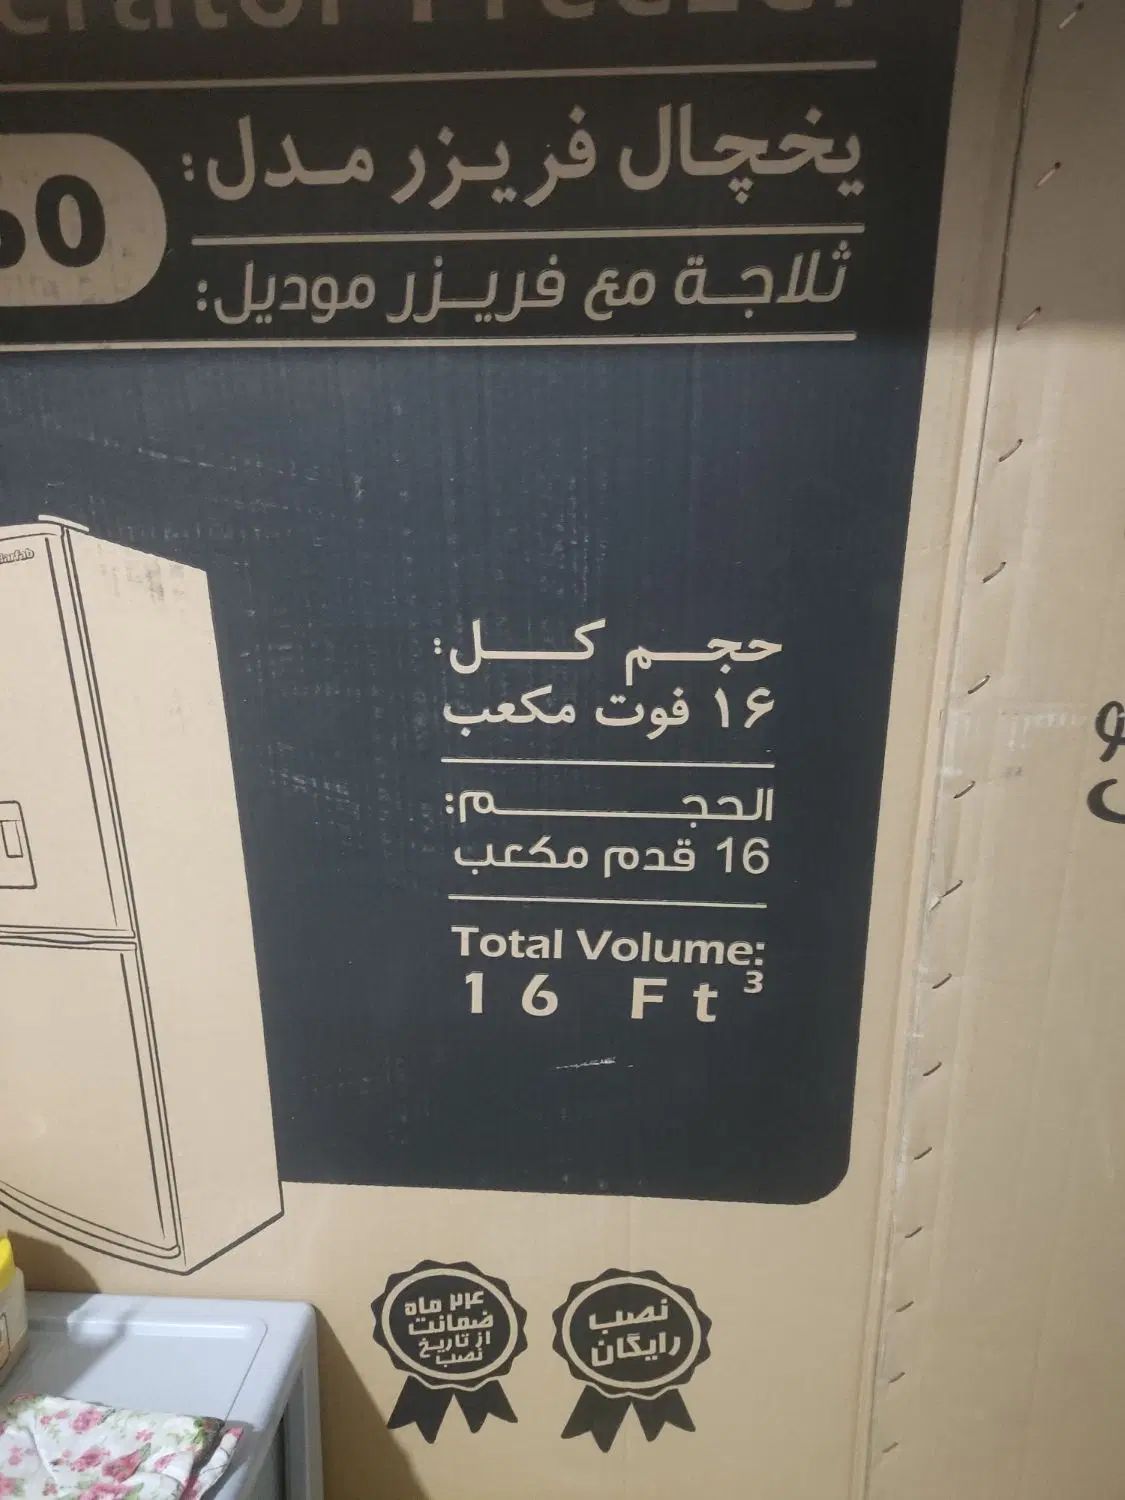 یخچال فریزر مدل:
ثلاجة مع فريزر موديل:
حجم کل:
۱۶ فوت مکعب
الحجم:
16 قدم مكعب
Total Volume:
16 Ft³
۲۴ ماه
ضمانت
از تاریخ
نصب
نصب
رایگان